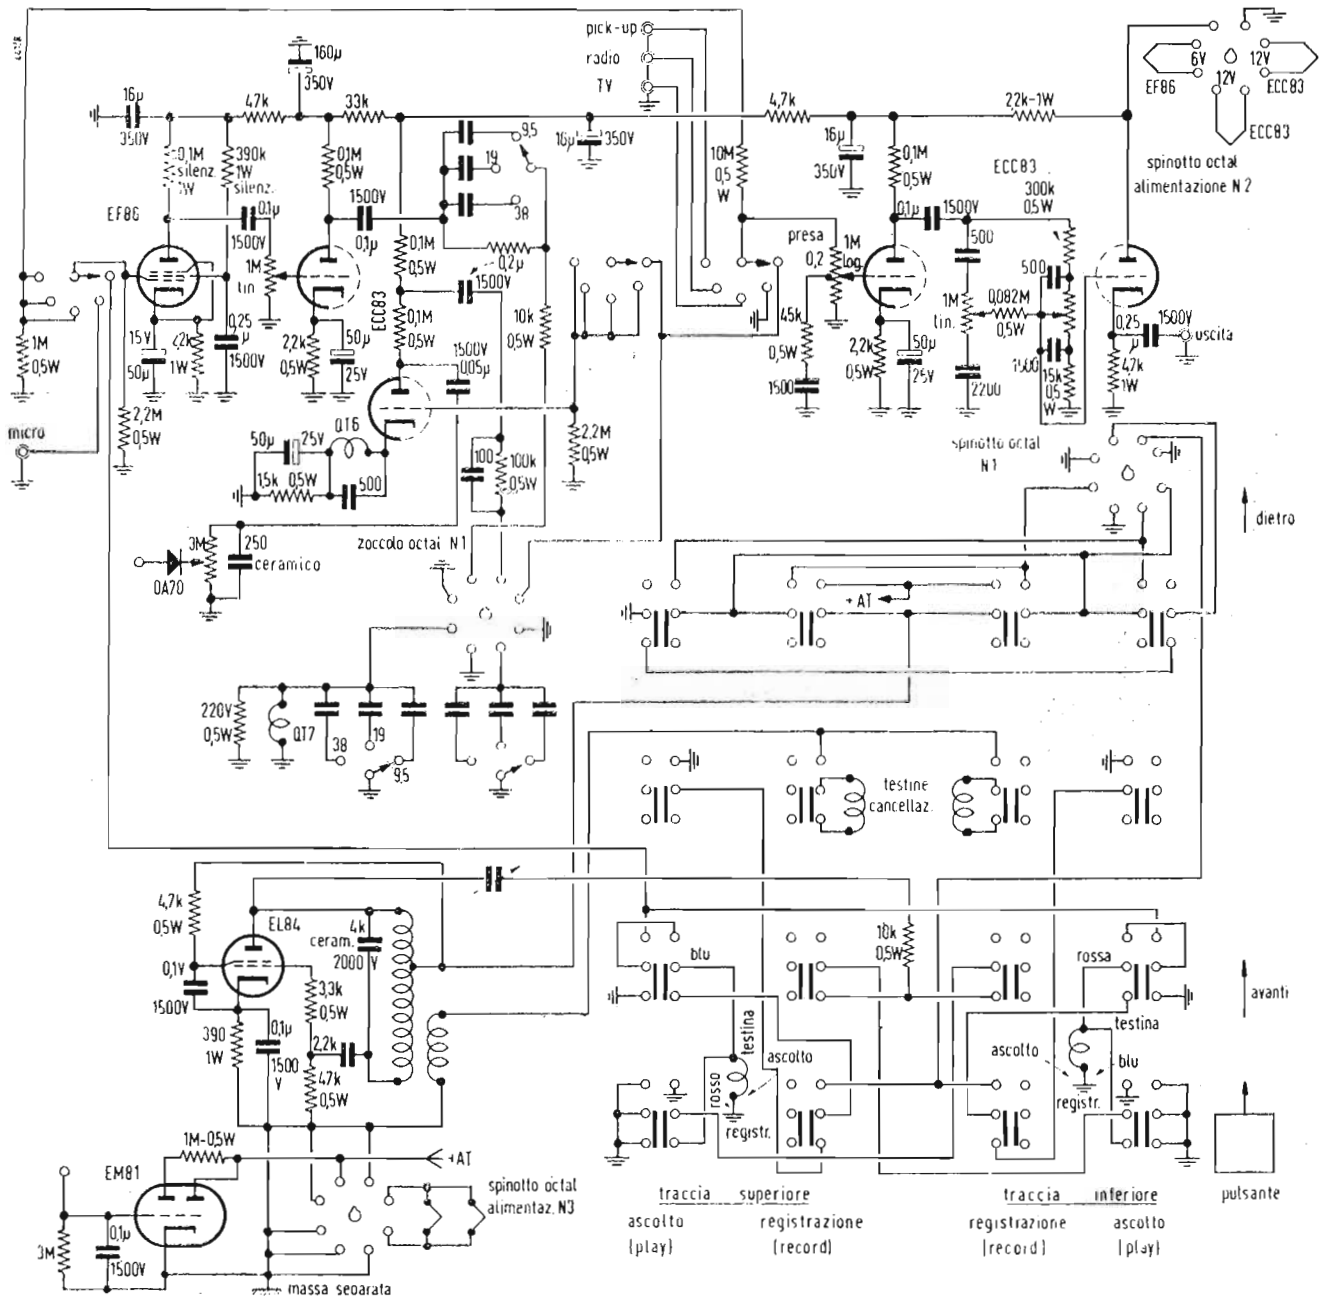 pick-up
radio
TV
160µ
350V
16µ
350V
47k
33k
16µ
350V
4,7k
22k-1W
6V
12V
12V
EF86
ECC83
ECC83
spinotto octal
alimentazione N2
0,1M
silenz.
1W
390k
1W
silenz.
0,1M
0,5W
9,5
19
38
10M
0,5
W
16µ
350V
0,1M
0,5W
ECC83
300k
0,5W
EF86
0,1µ
1500V
1500V
0,1µ
0,1µ
1500V
1M
lin
0,1M
0,5W
0,2µ
1500V
presa
0,2
1M
log
500
500
ECC83
0,1M
0,5W
10k
0,5W
1M
lin.
0,082M
0,5W
1M
0,5W
15V
50µ
2,2k
1W
0,25
µ
1500V
2,2k
0,5W
50µ
25V
1500V
0,05µ
45k
0,5W
1500
2,2k
0,5W
50µ
25V
2200
1500
15k
0,5
W
0,25
µ
1500V
4,7k
1W
uscita
micro
2,2M
0,5W
50µ
25V
QT6
1,5k
0,5W
500
100
100k
0,5W
2,2M
0,5W
spinotto octal
N1
dietro
0A70
3M
250
ceramico
zoccolo octal N1
+ AT
220V
0,5W
QT7
38
19
9,5
testine
cancellaz.
4,7k
0,5W
EL84
4k
ceram.
2000 V
0,1V
1500V
390
1W
0,1µ
1500
V
3,3k
0,5W
2,2k
47k
0,5W
blu
10k
0,5W
rossa
avanti
testina
ascolto
rosso
registr.
testina
ascolto
blu
registr.
1M-0,5W
+AT
EM81
3M
0,1µ
1500V
spinotto octal
alimentaz. N3
massa separata
traccia superiore
traccia inferiore
ascolto
registrazione
registrazione
ascolto
pulsante
(play)
(record)
(record)
(play)